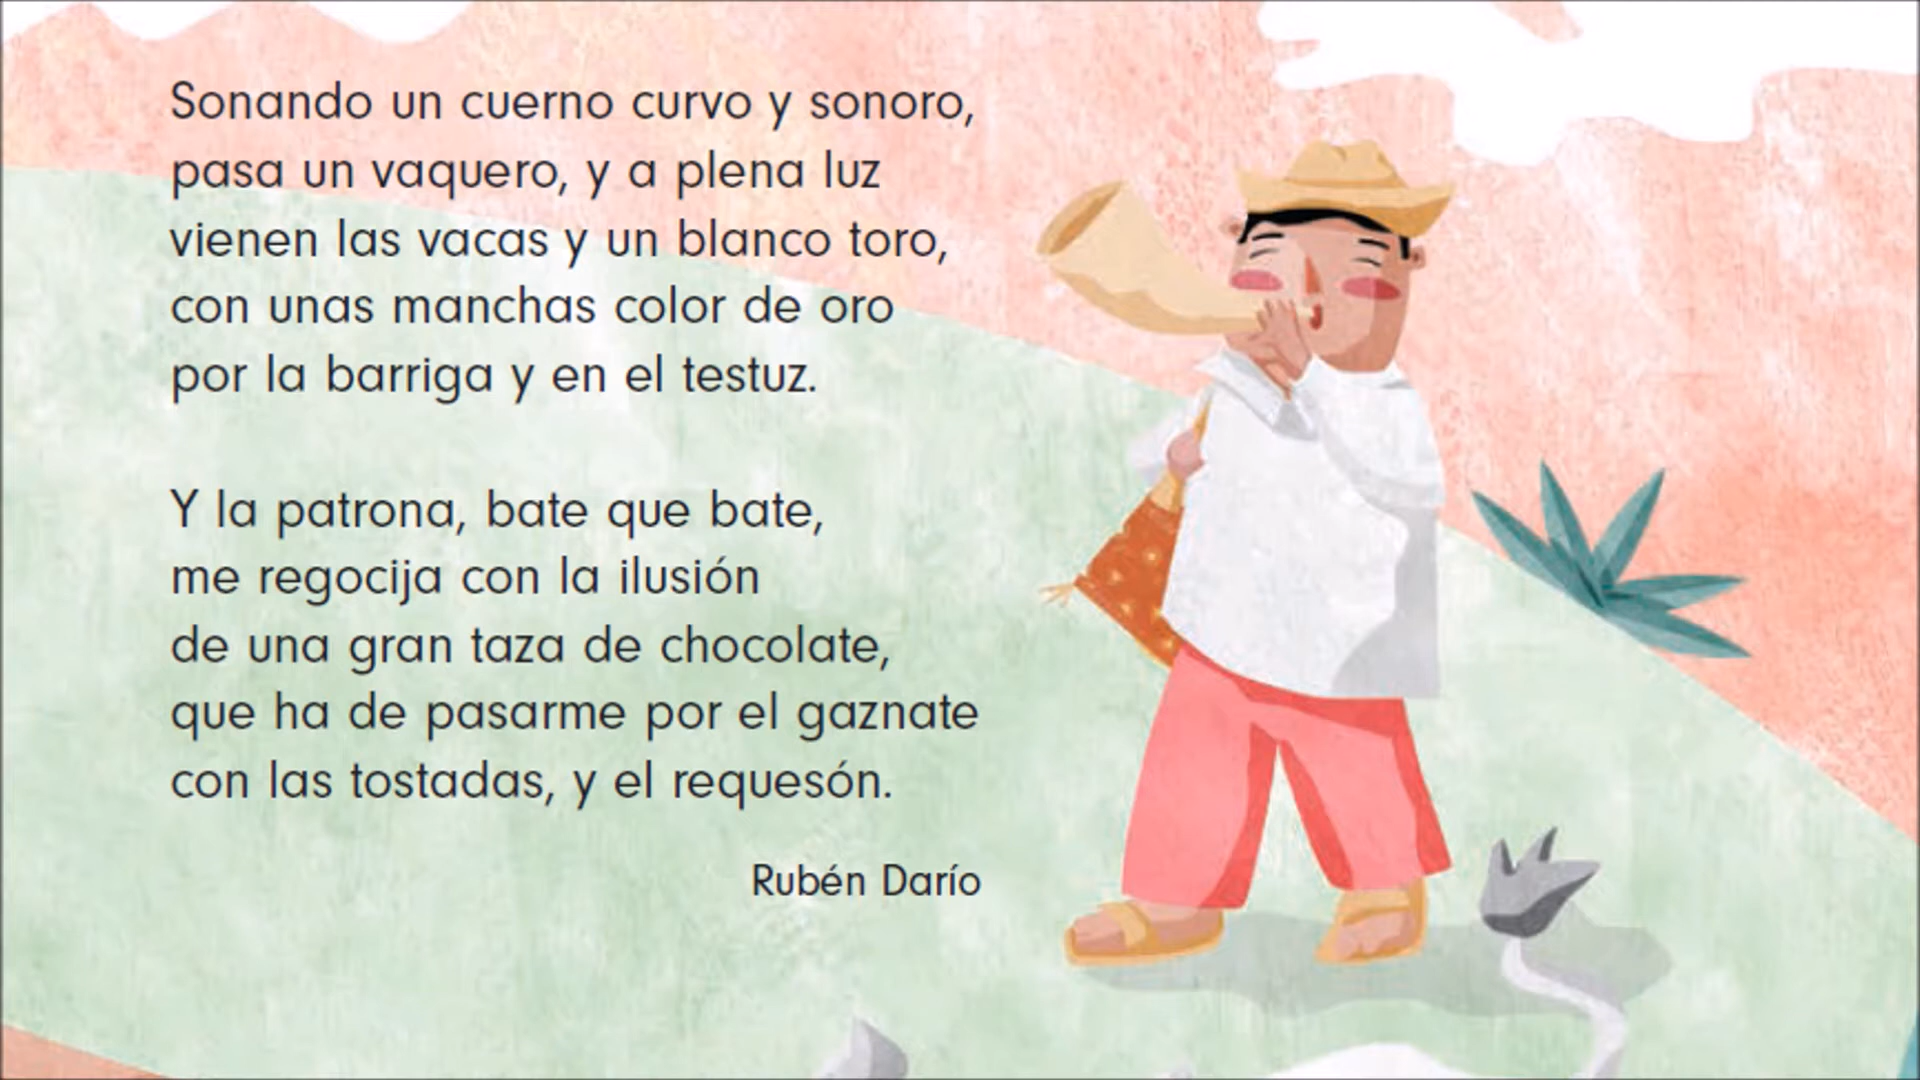 Sonando un cuerno curvo y sonoro,
pasa un vaquero, y a plena luz
vienen las vacas y un blanco toro,
con unas manchas color de oro
por la barriga y en el testuz.
Y la patrona, bate que bate,
me regocija con la ilusión
de una gran taza de chocolate,
que ha de pasarme por el gaznate
con las tostadas, y el requesón.
Rubén Darío